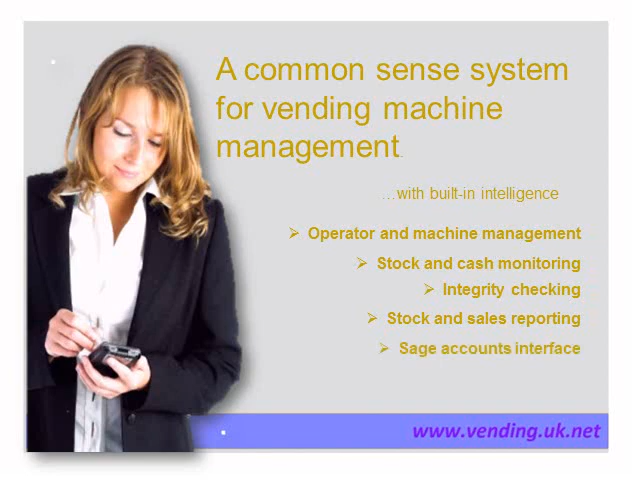 A common sense system
for vending machine
management.
....with built-in intelligence
➢ Operator and machine management
➢ Stock and cash monitoring
➢ Integrity checking
➢ Stock and sales reporting
➢ Sage accounts interface
www.vending.uk.net